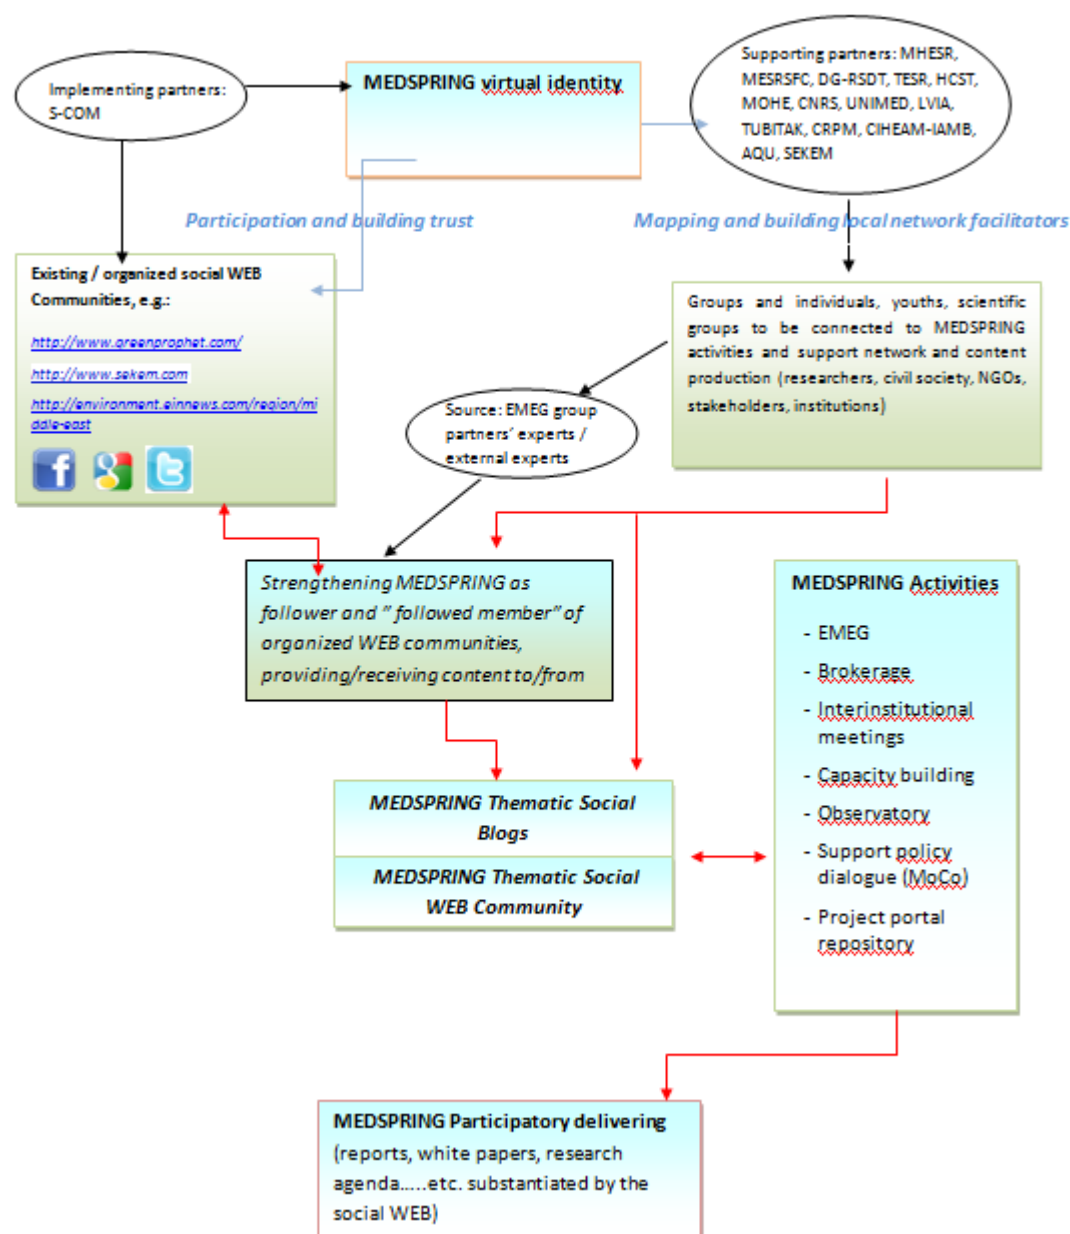 Implementing partners:
S-COM
MEDSPRING virtual identity
Supporting partners: MHESR,
MESRSFC, DG-RSDT, TESR, HCST,
MOHE, CNRS, UNIMED, LVIA,
TUBITAK, CRPM, CIHEAM-IAMB,
AQU, SEKEM
Participation and building trust
Mapping and building local network facilitators
Existing / organized social WEB
Communities, e.g.:
http://www.greenprophet.com/
http://www.sekem.com
http://environment.einnews.com/region/mi
ddle-east
Groups and individuals, youths, scientific
groups to be connected to MEDSPRING
activities and support network and content
production (researchers, civil society, NGOs,
stakeholders, institutions)
Source: EMEG group
partners’ experts /
external experts
Strengthening MEDSPRING as
follower and ” followed member” of
organized WEB communities,
providing/receiving content to/from
MEDSPRING Activities
- EMEG
- Brokerage
- Interinstitutional
meetings
- Capacity building
- Observatory
- Support policy
dialogue (MoCo)
- Project portal
repository
MEDSPRING Thematic Social
Blogs
MEDSPRING Thematic Social
WEB Community
MEDSPRING Participatory delivering
(reports, white papers, research
agenda.....etc. substantiated by the
social WEB)